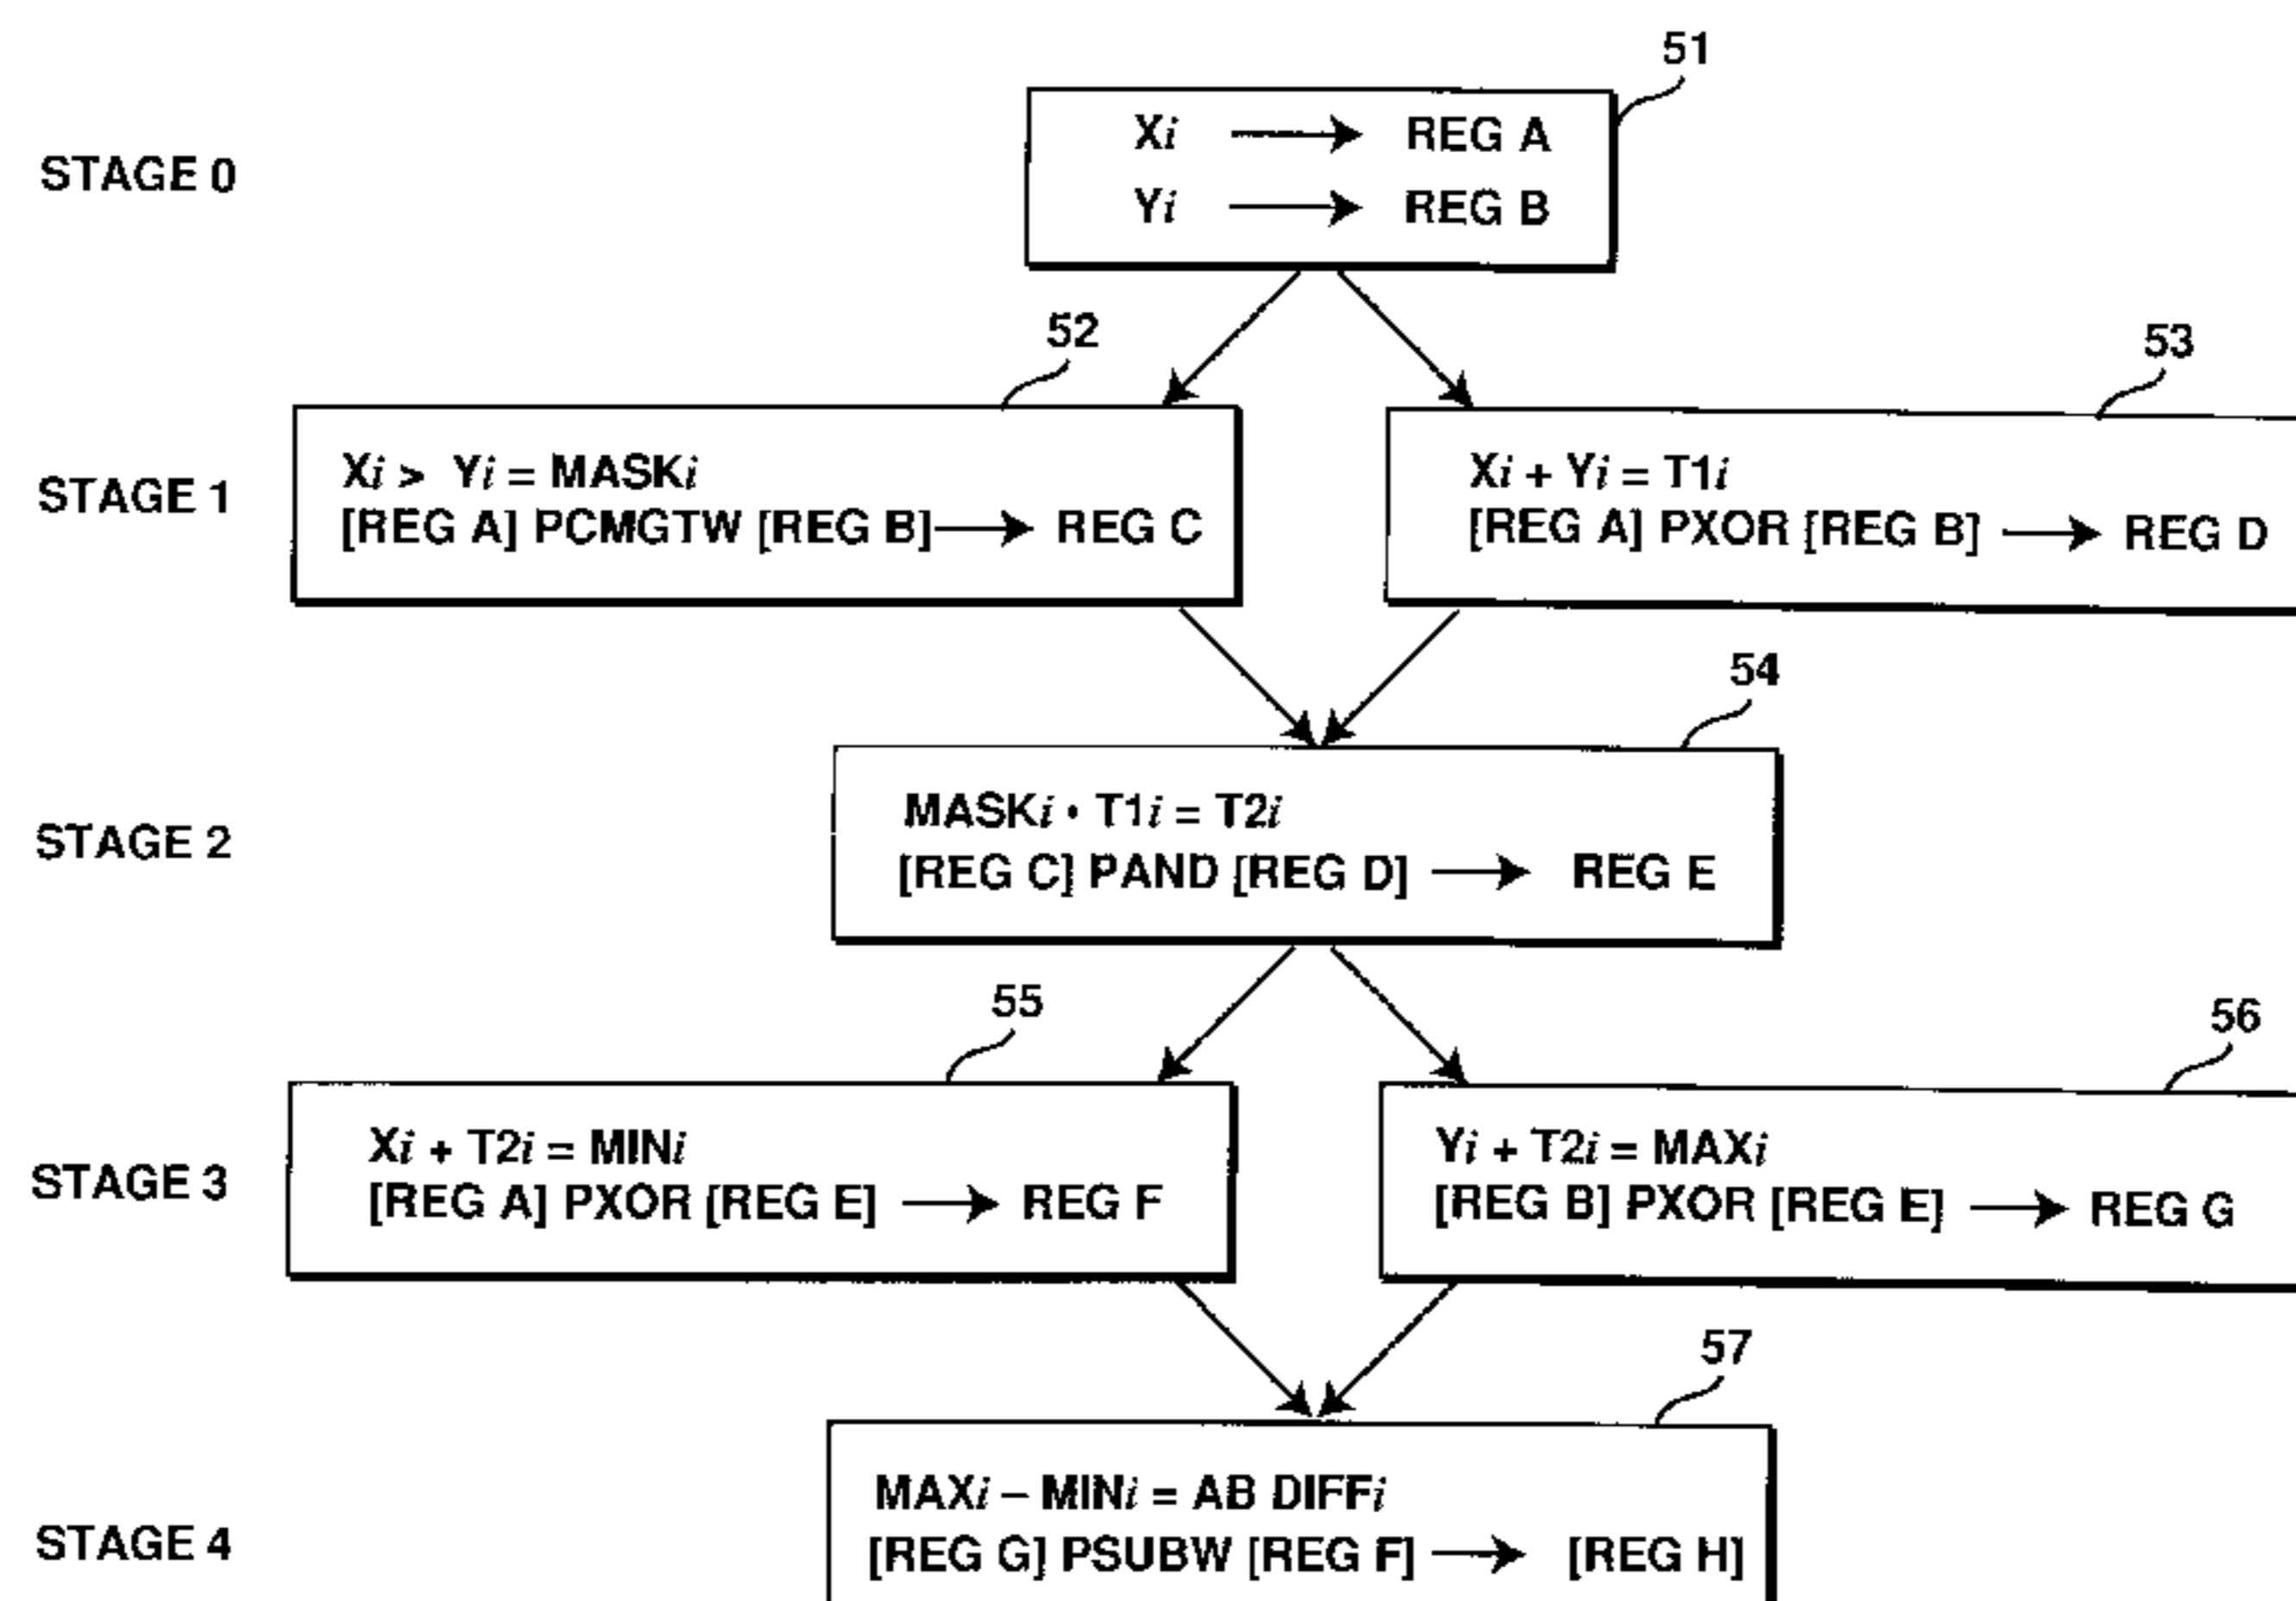 51
STAGE 0
Xi → REG A
Yi → REG B
52
53
STAGE 1
Xi > Yi = MASKi
[REG A] PCMGTW [REG B] → REG C
Xi + Yi = T1i
[REG A] PXOR [REG B] → REG D
54
STAGE 2
MASKi • T1i = T2i
[REG C] PAND [REG D] → REG E
55
56
STAGE 3
Xi + T2i = MINi
[REG A] PXOR [REG E] → REG F
Yi + T2i = MAXi
[REG B] PXOR [REG E] → REG G
57
STAGE 4
MAXi – MINi = AB DIFFi
[REG G] PSUBW [REG F] → [REG H]